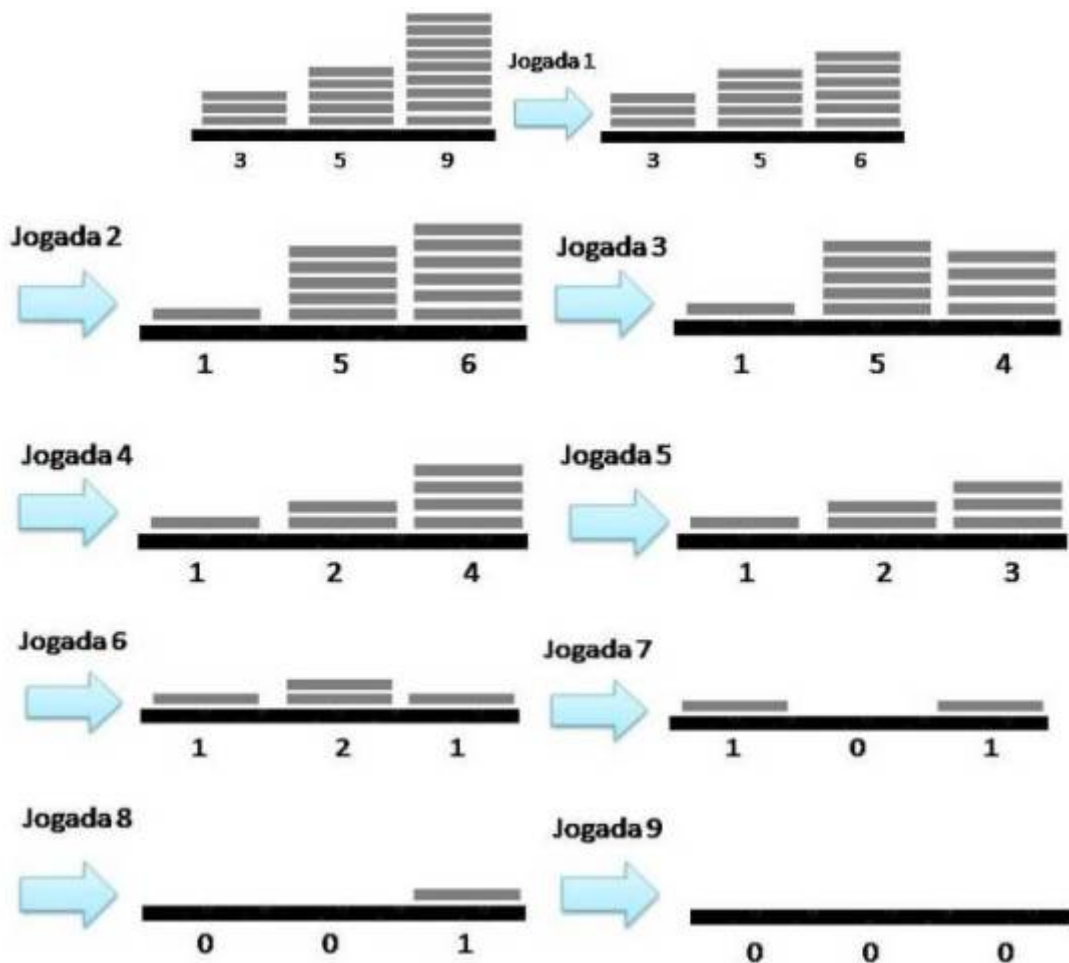 Jogada 1
3 5 9
3 5 6
Jogada 2
1 5 6
Jogada 3
1 5 4
Jogada 4
1 2 4
Jogada 5
1 2 3
Jogada 6
1 2 1
Jogada 7
1 0 1
Jogada 8
0 0 1
Jogada 9
0 0 0